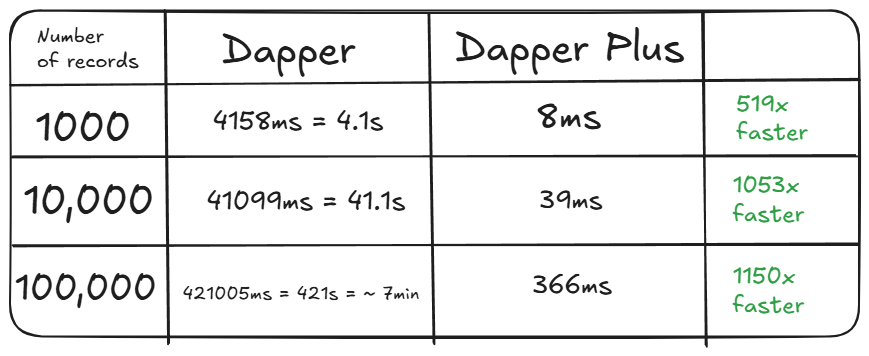 Number
of records
Dapper
Dapper Plus
1000
4158ms = 4.1s
8ms
519x
faster
10,000
41099ms = 41.1s
39ms
1053x
faster
100,000
421005ms = 421s = ~ 7min
366ms
1150x
faster